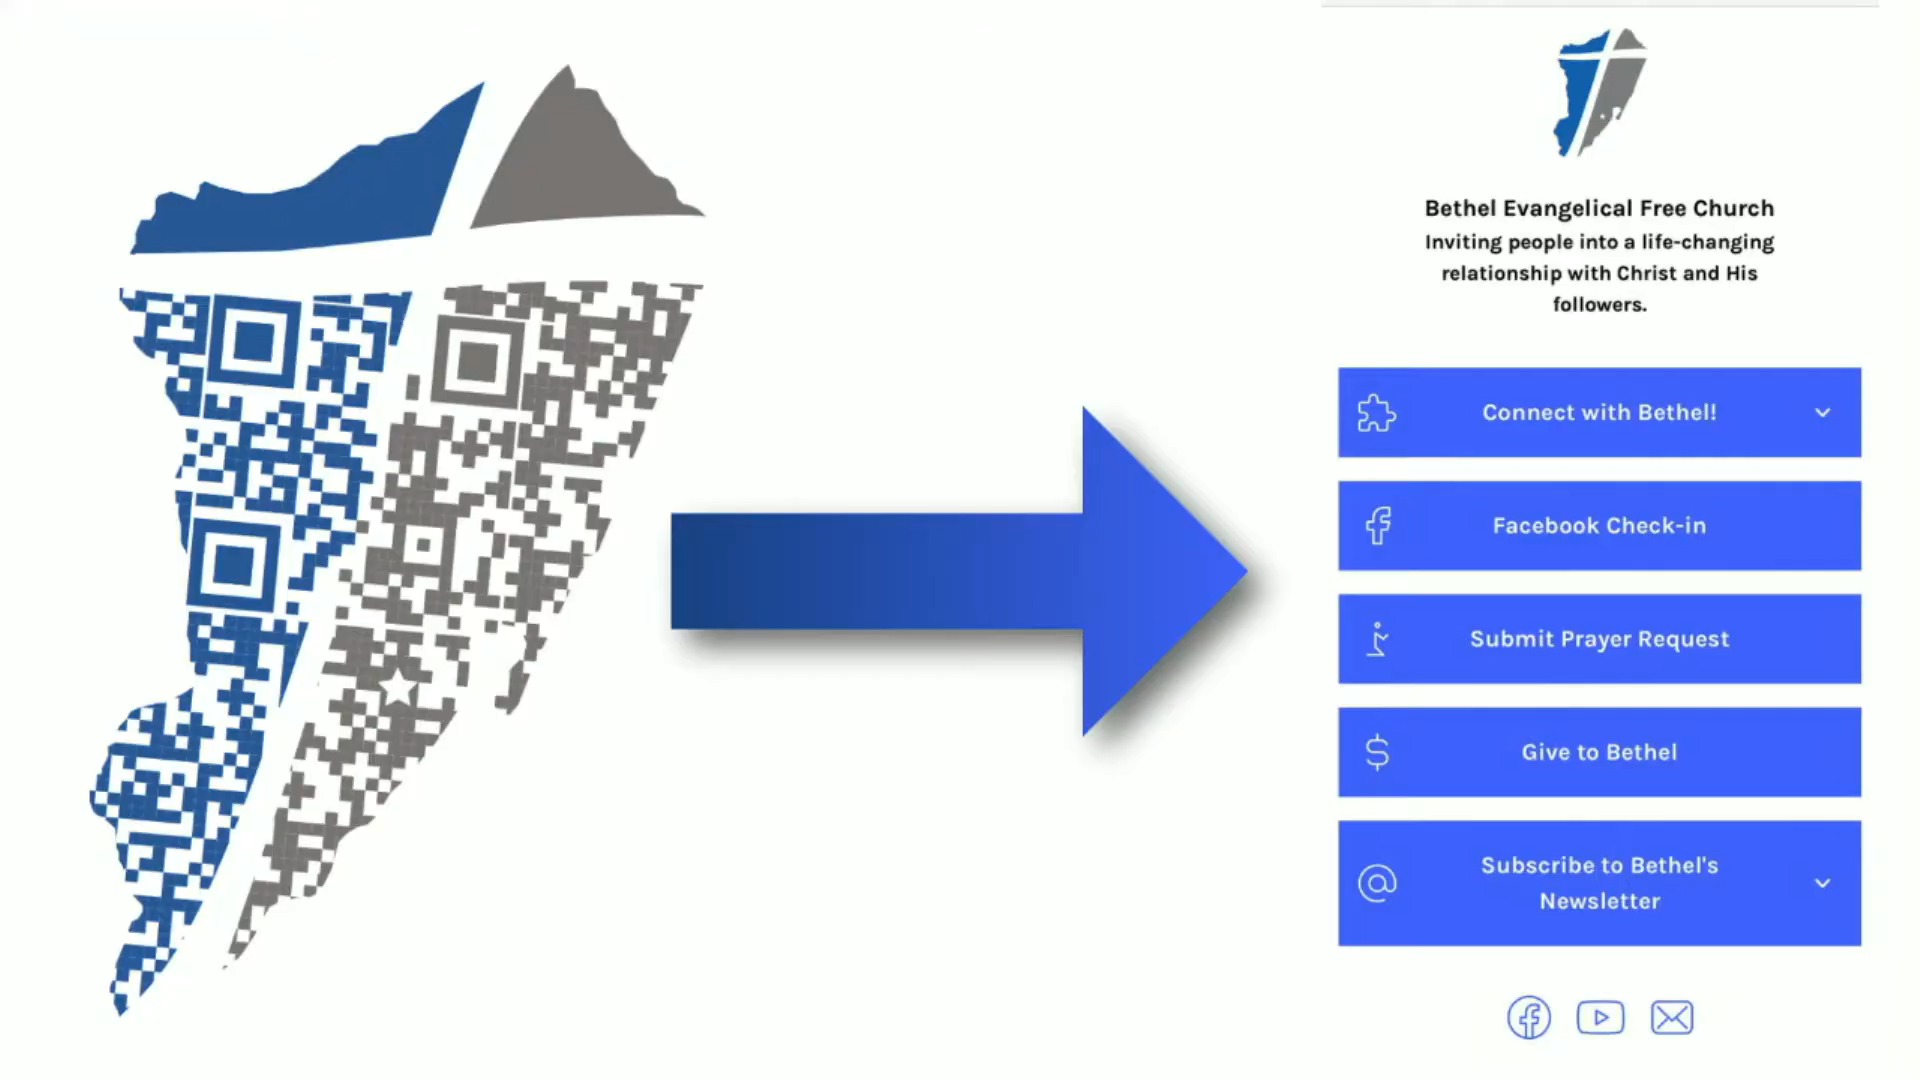 Bethel Evangelical Free Church
Inviting people into a life-changing
relationship with Christ and His
followers.
Connect with Bethel!
Facebook Check-in
Submit Prayer Request
Give to Bethel
Subscribe to Bethel's
Newsletter